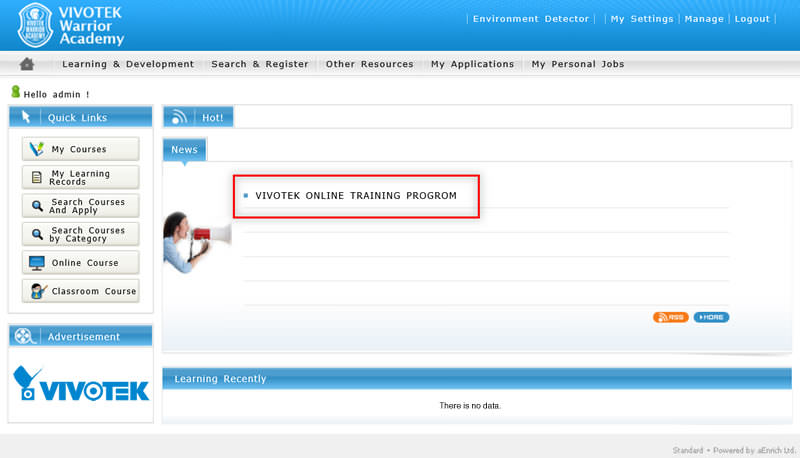 VIVOTEK
Warrior
Academy
VIVOTEK
WARRIOR
ACADEMY
Environment Detector
My Settings
Manage
Logout
Learning & Development
Search & Register
Other Resources
My Applications
My Personal Jobs
Hello admin !
Quick Links
My Courses
My Learning
Records
Search Courses
And Apply
Search Courses
by Category
Online Course
Classroom Course
Advertisement
VIVOTEK
Hot!
News
VIVOTEK ONLINE TRAINING PROGROM
RSS
MORE
Learning Recently
There is no data.
Standard • Powered by aEnrich Ltd.